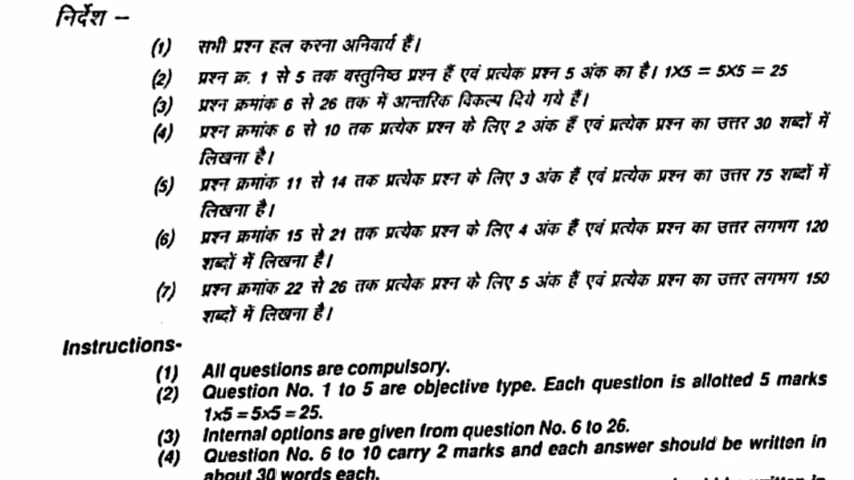 निर्देश –
(1) सभी प्रश्न हल करना अनिवार्य हैं।
(2) प्रश्न क्र. 1 से 5 तक वस्तुनिष्ठ प्रश्न हैं एवं प्रत्येक प्रश्न 5 अंक का है। 1X5 = 5X5 = 25
(3) प्रश्न क्रमांक 6 से 26 तक में आन्तरिक विकल्प दिये गये हैं।
(4) प्रश्न क्रमांक 6 से 10 तक प्रत्येक प्रश्न के लिए 2 अंक हैं एवं प्रत्येक प्रश्न का उत्तर 30 शब्दों में
लिखना है।
(5) प्रश्न क्रमांक 11 से 14 तक प्रत्येक प्रश्न के लिए 3 अंक हैं एवं प्रत्येक प्रश्न का उत्तर 75 शब्दों में
लिखना है।
(6) प्रश्न क्रमांक 15 से 21 तक प्रत्येक प्रश्न के लिए 4 अंक हैं एवं प्रत्येक प्रश्न का उत्तर लगभग 120
शब्दों में लिखना है।
(7) प्रश्न क्रमांक 22 से 26 तक प्रत्येक प्रश्न के लिए 5 अंक हैं एवं प्रत्येक प्रश्न का उत्तर लगभग 150
शब्दों में लिखना है।
Instructions-
(1) All questions are compulsory.
(2) Question No. 1 to 5 are objective type. Each question is allotted 5 marks
1x5 = 5x5 = 25.
(3) Internal options are given from question No. 6 to 26.
(4) Question No. 6 to 10 carry 2 marks and each answer should be written in
about 30 words each.
written in